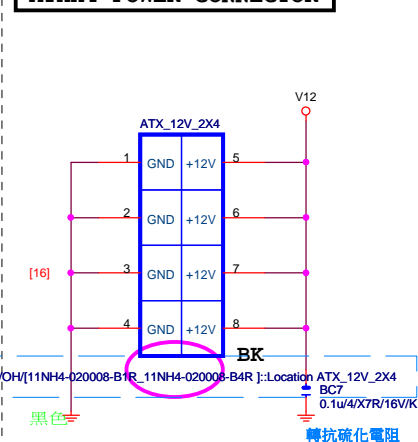 V12
ATX_12V_2X4
1 GND +12V 5
2 GND +12V 6
[16] 3 GND +12V 7
4 GND +12V 8
BK
/OH/[11NH4-020008-B1R_11NH4-020008-B4R ]::Location ATX_12V_2X4
BC7
0.1u/4/X7R/16V/K
黑色
轉抗硫化電阻